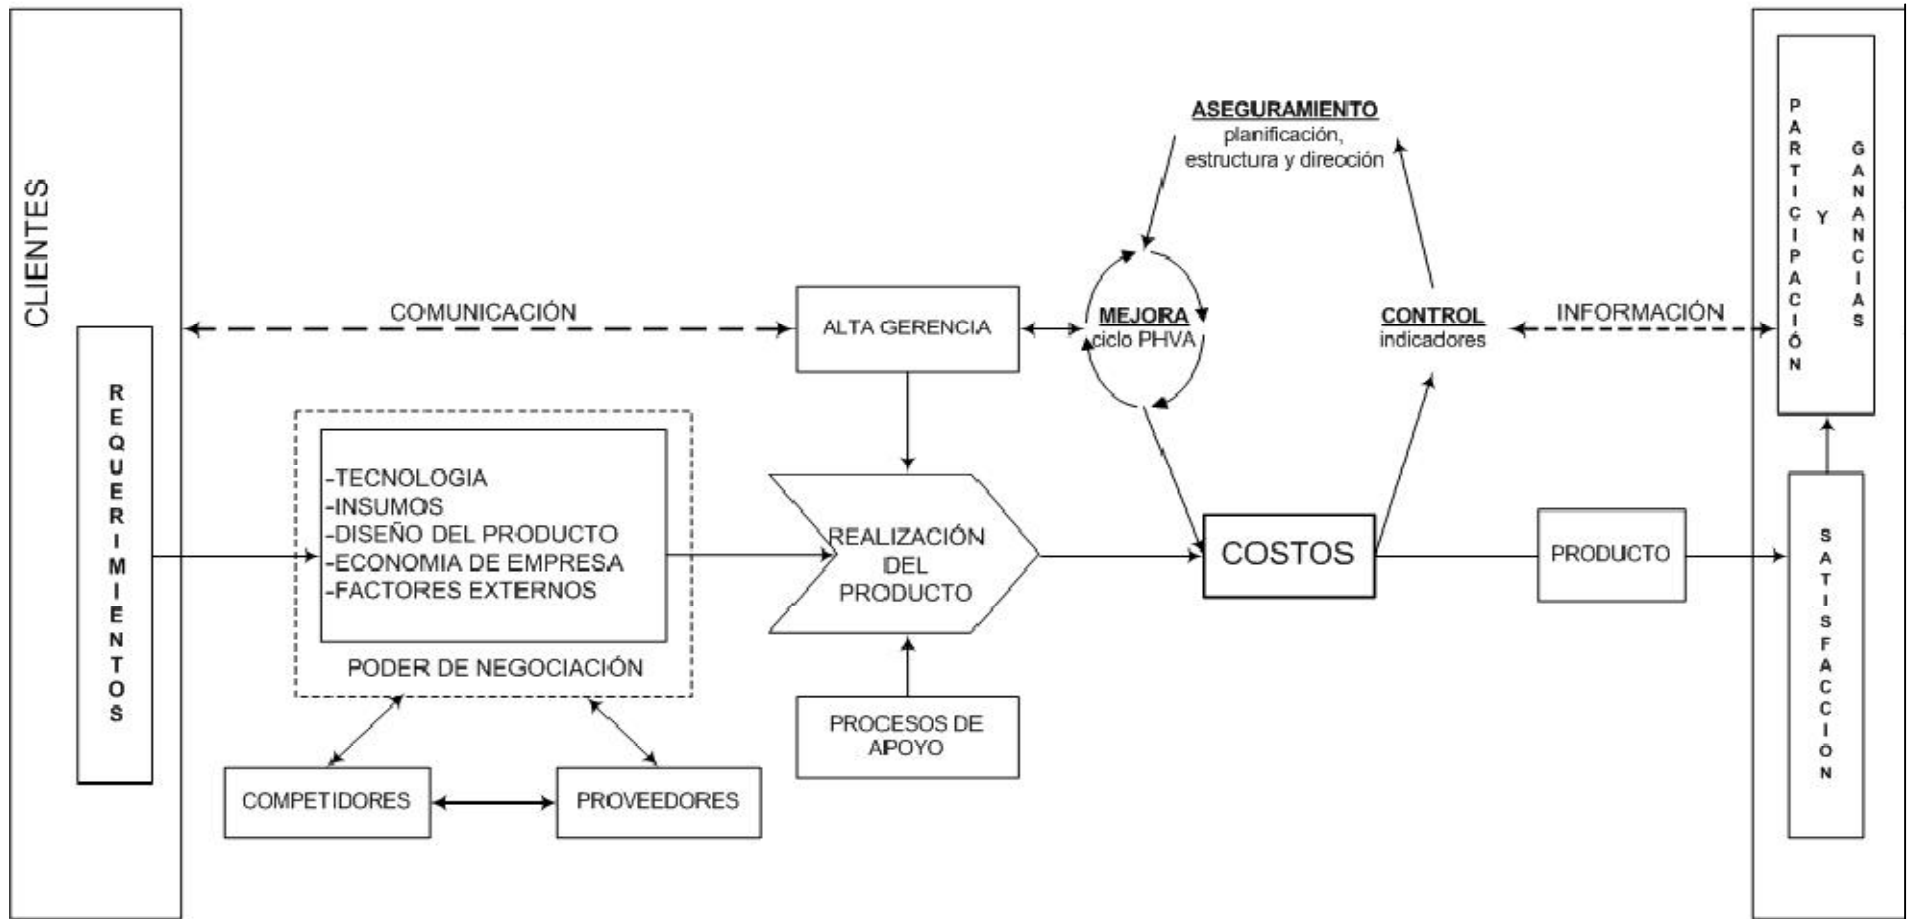 CLIENTES
REQUERIMIENTOS
COMUNICACIÓN
-TECNOLOGIA
-INSUMOS
-DISEÑO DEL PRODUCTO
-ECONOMIA DE EMPRESA
-FACTORES EXTERNOS
PODER DE NEGOCIACIÓN
COMPETIDORES
PROVEEDORES
ALTA GERENCIA
REALIZACIÓN
DEL
PRODUCTO
PROCESOS DE
APOYO
ASEGURAMIENTO
planificación,
estructura y dirección
MEJORA
ciclo PHVA
CONTROL
indicadores
COSTOS
INFORMACIÓN
PRODUCTO
PARTICIPACIÓN
Y
GANANCIAS
SATISFACCIÓN